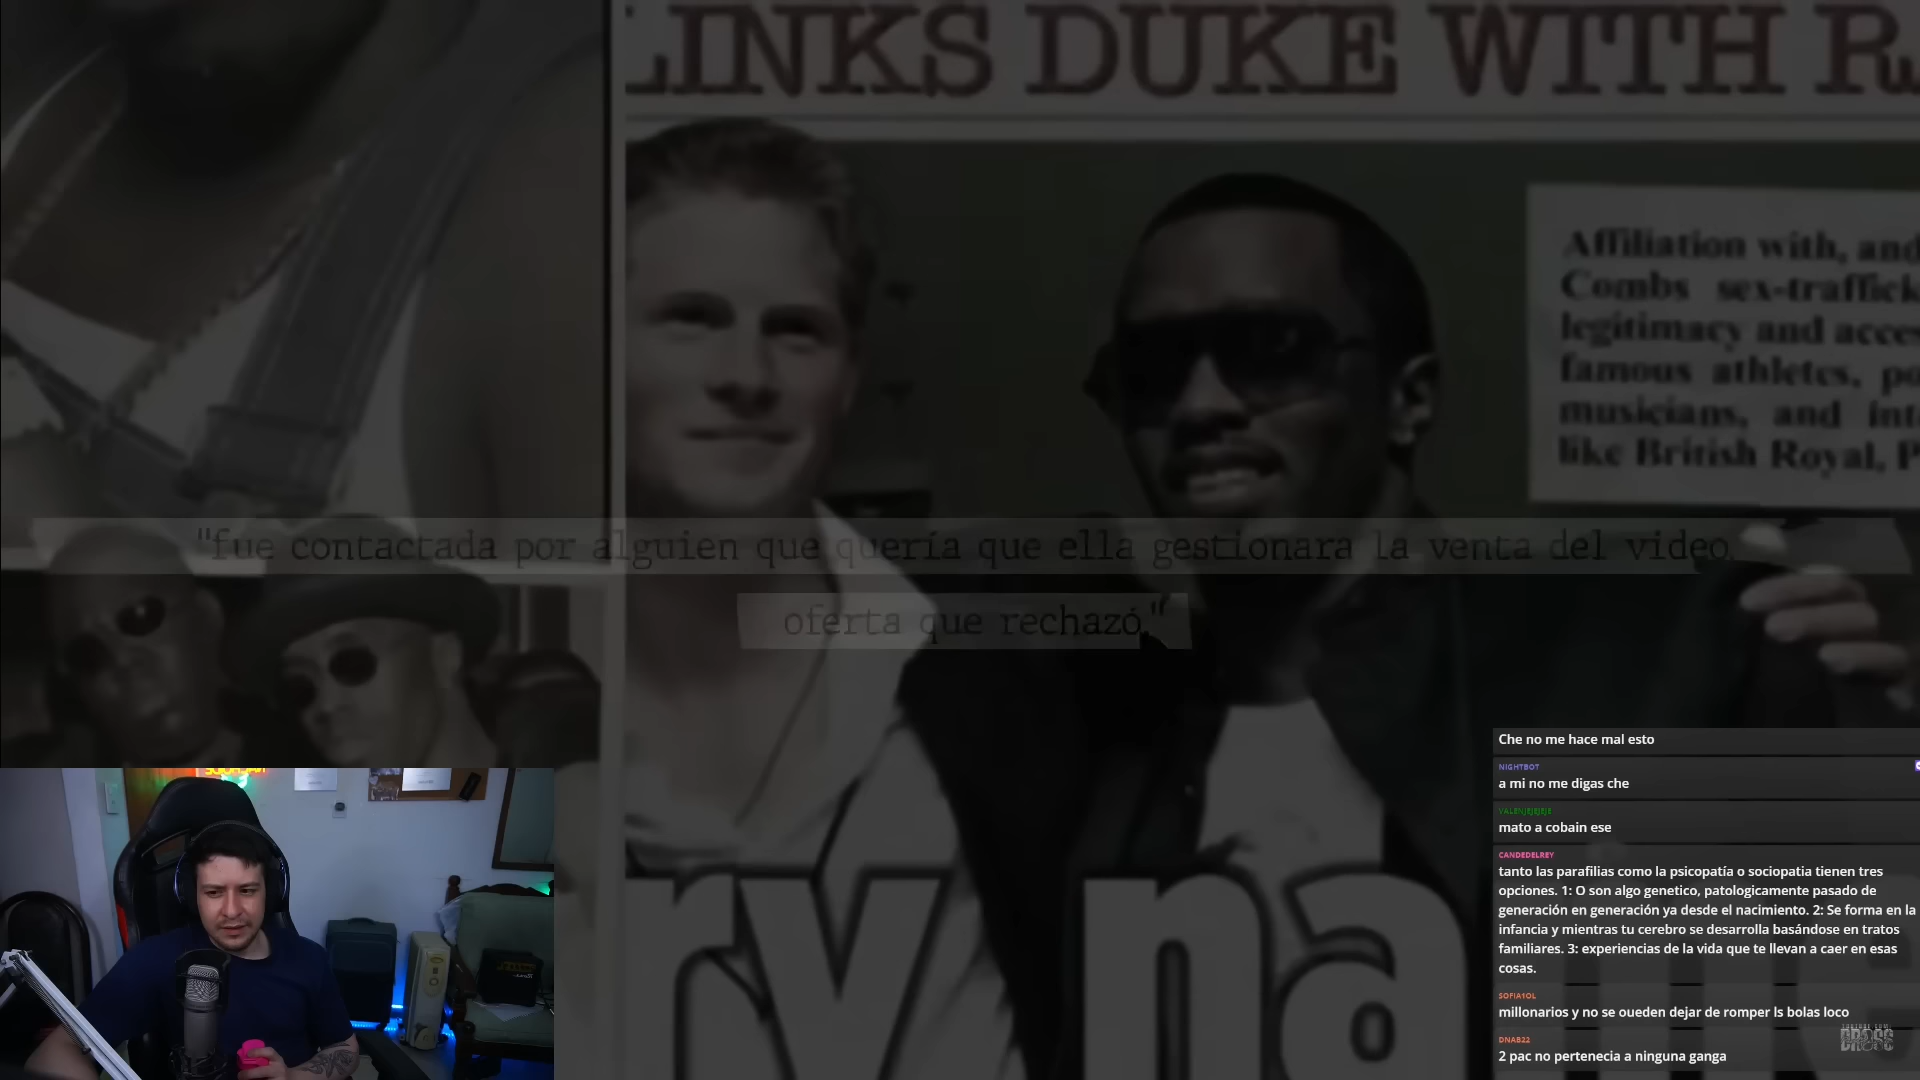 LINKS DUKE WITH
Affiliation with, and
Combs sex-traffick
legitimacy and acces
famous athletes, po
musicians, and int
like British Royal, P
"fue contactada por alguien que quería que ella gestionara la venta del video,
oferta que rechazó."
ry na
Che no me hace mal esto
NIGHTBOT
a mi no me digas che
VALENJEJEJEJE
mato a cobain ese
CANDEDELREY
tanto las parafilias como la psicopatía o sociopatia tienen tres
opciones. 1: O son algo genetico, patologicamente pasado de
generación en generación ya desde el nacimiento. 2: Se forma en la
infancia y mientras tu cerebro se desarrolla basándose en tratos
familiares. 3: experiencias de la vida que te llevan a caer en esas
cosas.
SOFIA1OL
millonarios y no se oueden dejar de romper ls bolas loco
DNAB22
2 pac no pertenecia a ninguna ganga